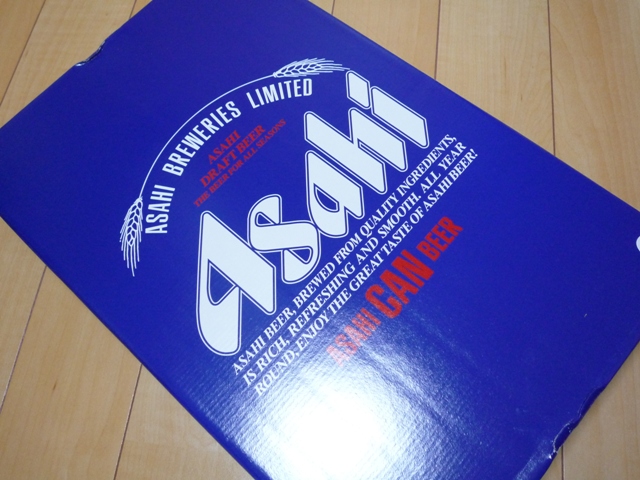 ASAHI BREWERIES LIMITED
ASAHI
DRAFT BEER
THE BEER FOR ALL SEASONS
Asahi
ASAHI BEER, BREWED FROM QUALITY INGREDIENTS,
IS RICH, REFRESHING AND SMOOTH. ALL YEAR
ROUND: ENJOY THE GREAT TASTE OF ASAHI BEER!
ASAHI CAN BEER